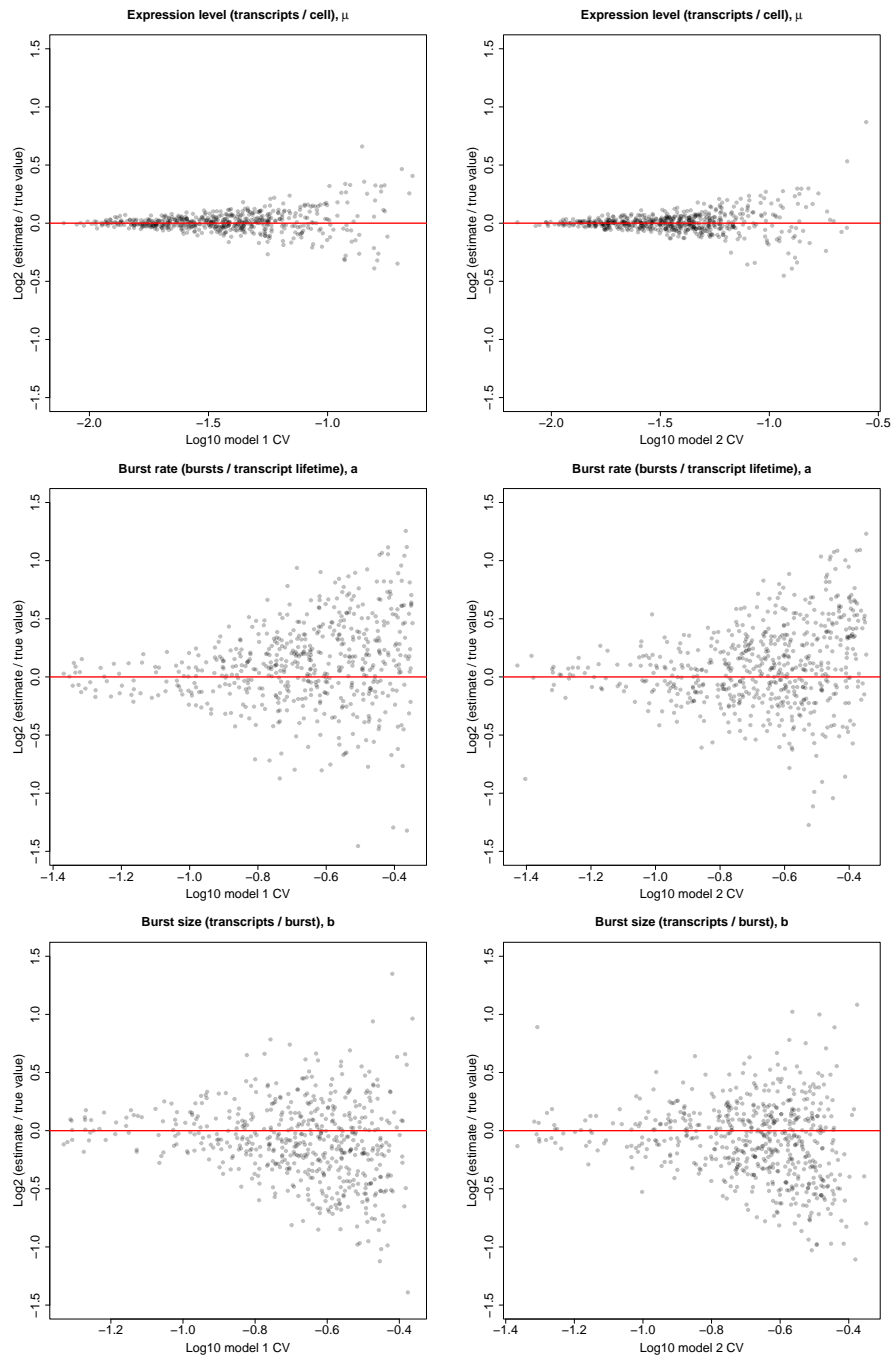 Expression level (transcripts / cell), μ
Log2 (estimate / true value)
1.5
1.0
0.5
0.0
−0.5
−1.0
−1.5
−2.0 −1.5 −1.0
Log10 model 1 CV
Expression level (transcripts / cell), μ
Log2 (estimate / true value)
1.5
1.0
0.5
0.0
−0.5
−1.0
−1.5
−2.0 −1.5 −1.0 −0.5
Log10 model 2 CV
Burst rate (bursts / transcript lifetime), a
Log2 (estimate / true value)
1.5
1.0
0.5
0.0
−0.5
−1.0
−1.5
−1.4 −1.2 −1.0 −0.8 −0.6 −0.4
Log10 model 1 CV
Burst rate (bursts / transcript lifetime), a
Log2 (estimate / true value)
1.5
1.0
0.5
0.0
−0.5
−1.0
−1.5
−1.4 −1.2 −1.0 −0.8 −0.6 −0.4
Log10 model 2 CV
Burst size (transcripts / burst), b
Log2 (estimate / true value)
1.5
1.0
0.5
0.0
−0.5
−1.0
−1.5
−1.2 −1.0 −0.8 −0.6 −0.4
Log10 model 1 CV
Burst size (transcripts / burst), b
Log2 (estimate / true value)
1.5
1.0
0.5
0.0
−0.5
−1.0
−1.5
−1.4 −1.2 −1.0 −0.8 −0.6 −0.4
Log10 model 2 CV